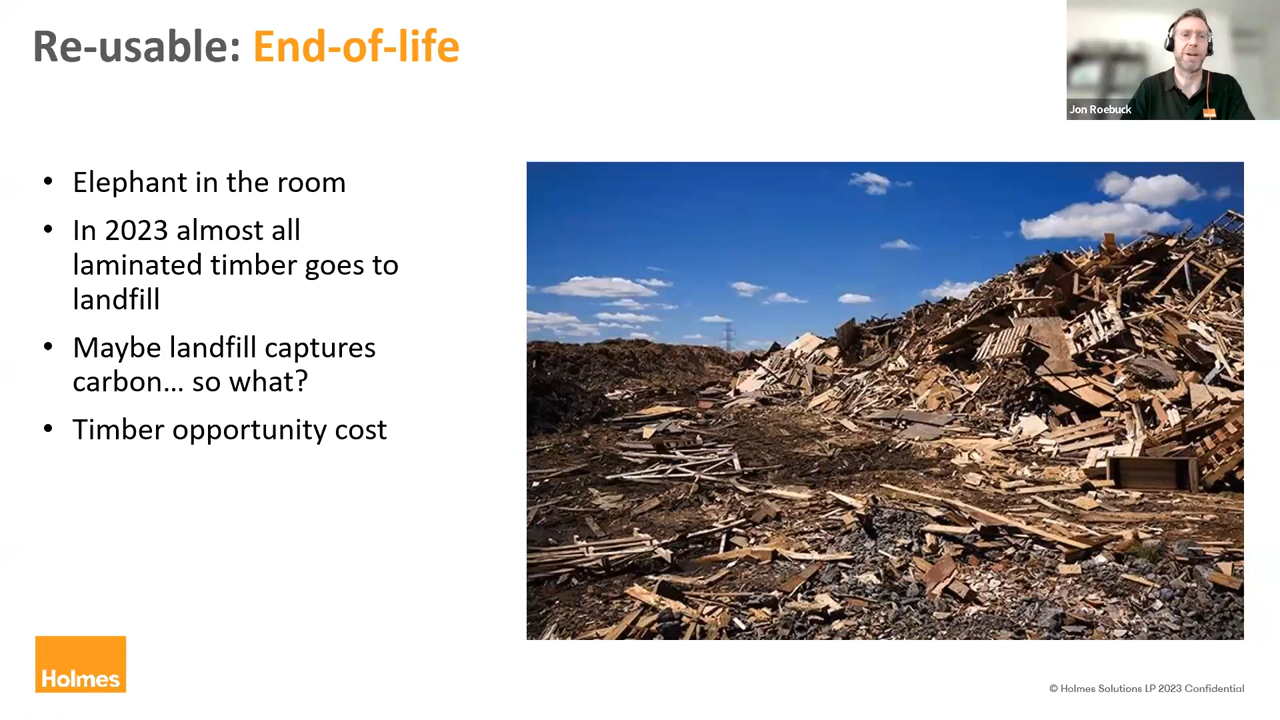 Re-usable: End-of-life
Jon Roebuck
• Elephant in the room
• In 2023 almost all
laminated timber goes to
landfill
• Maybe landfill captures
carbon... so what?
• Timber opportunity cost
Holmes
© Holmes Solutions LP 2023 Confidential